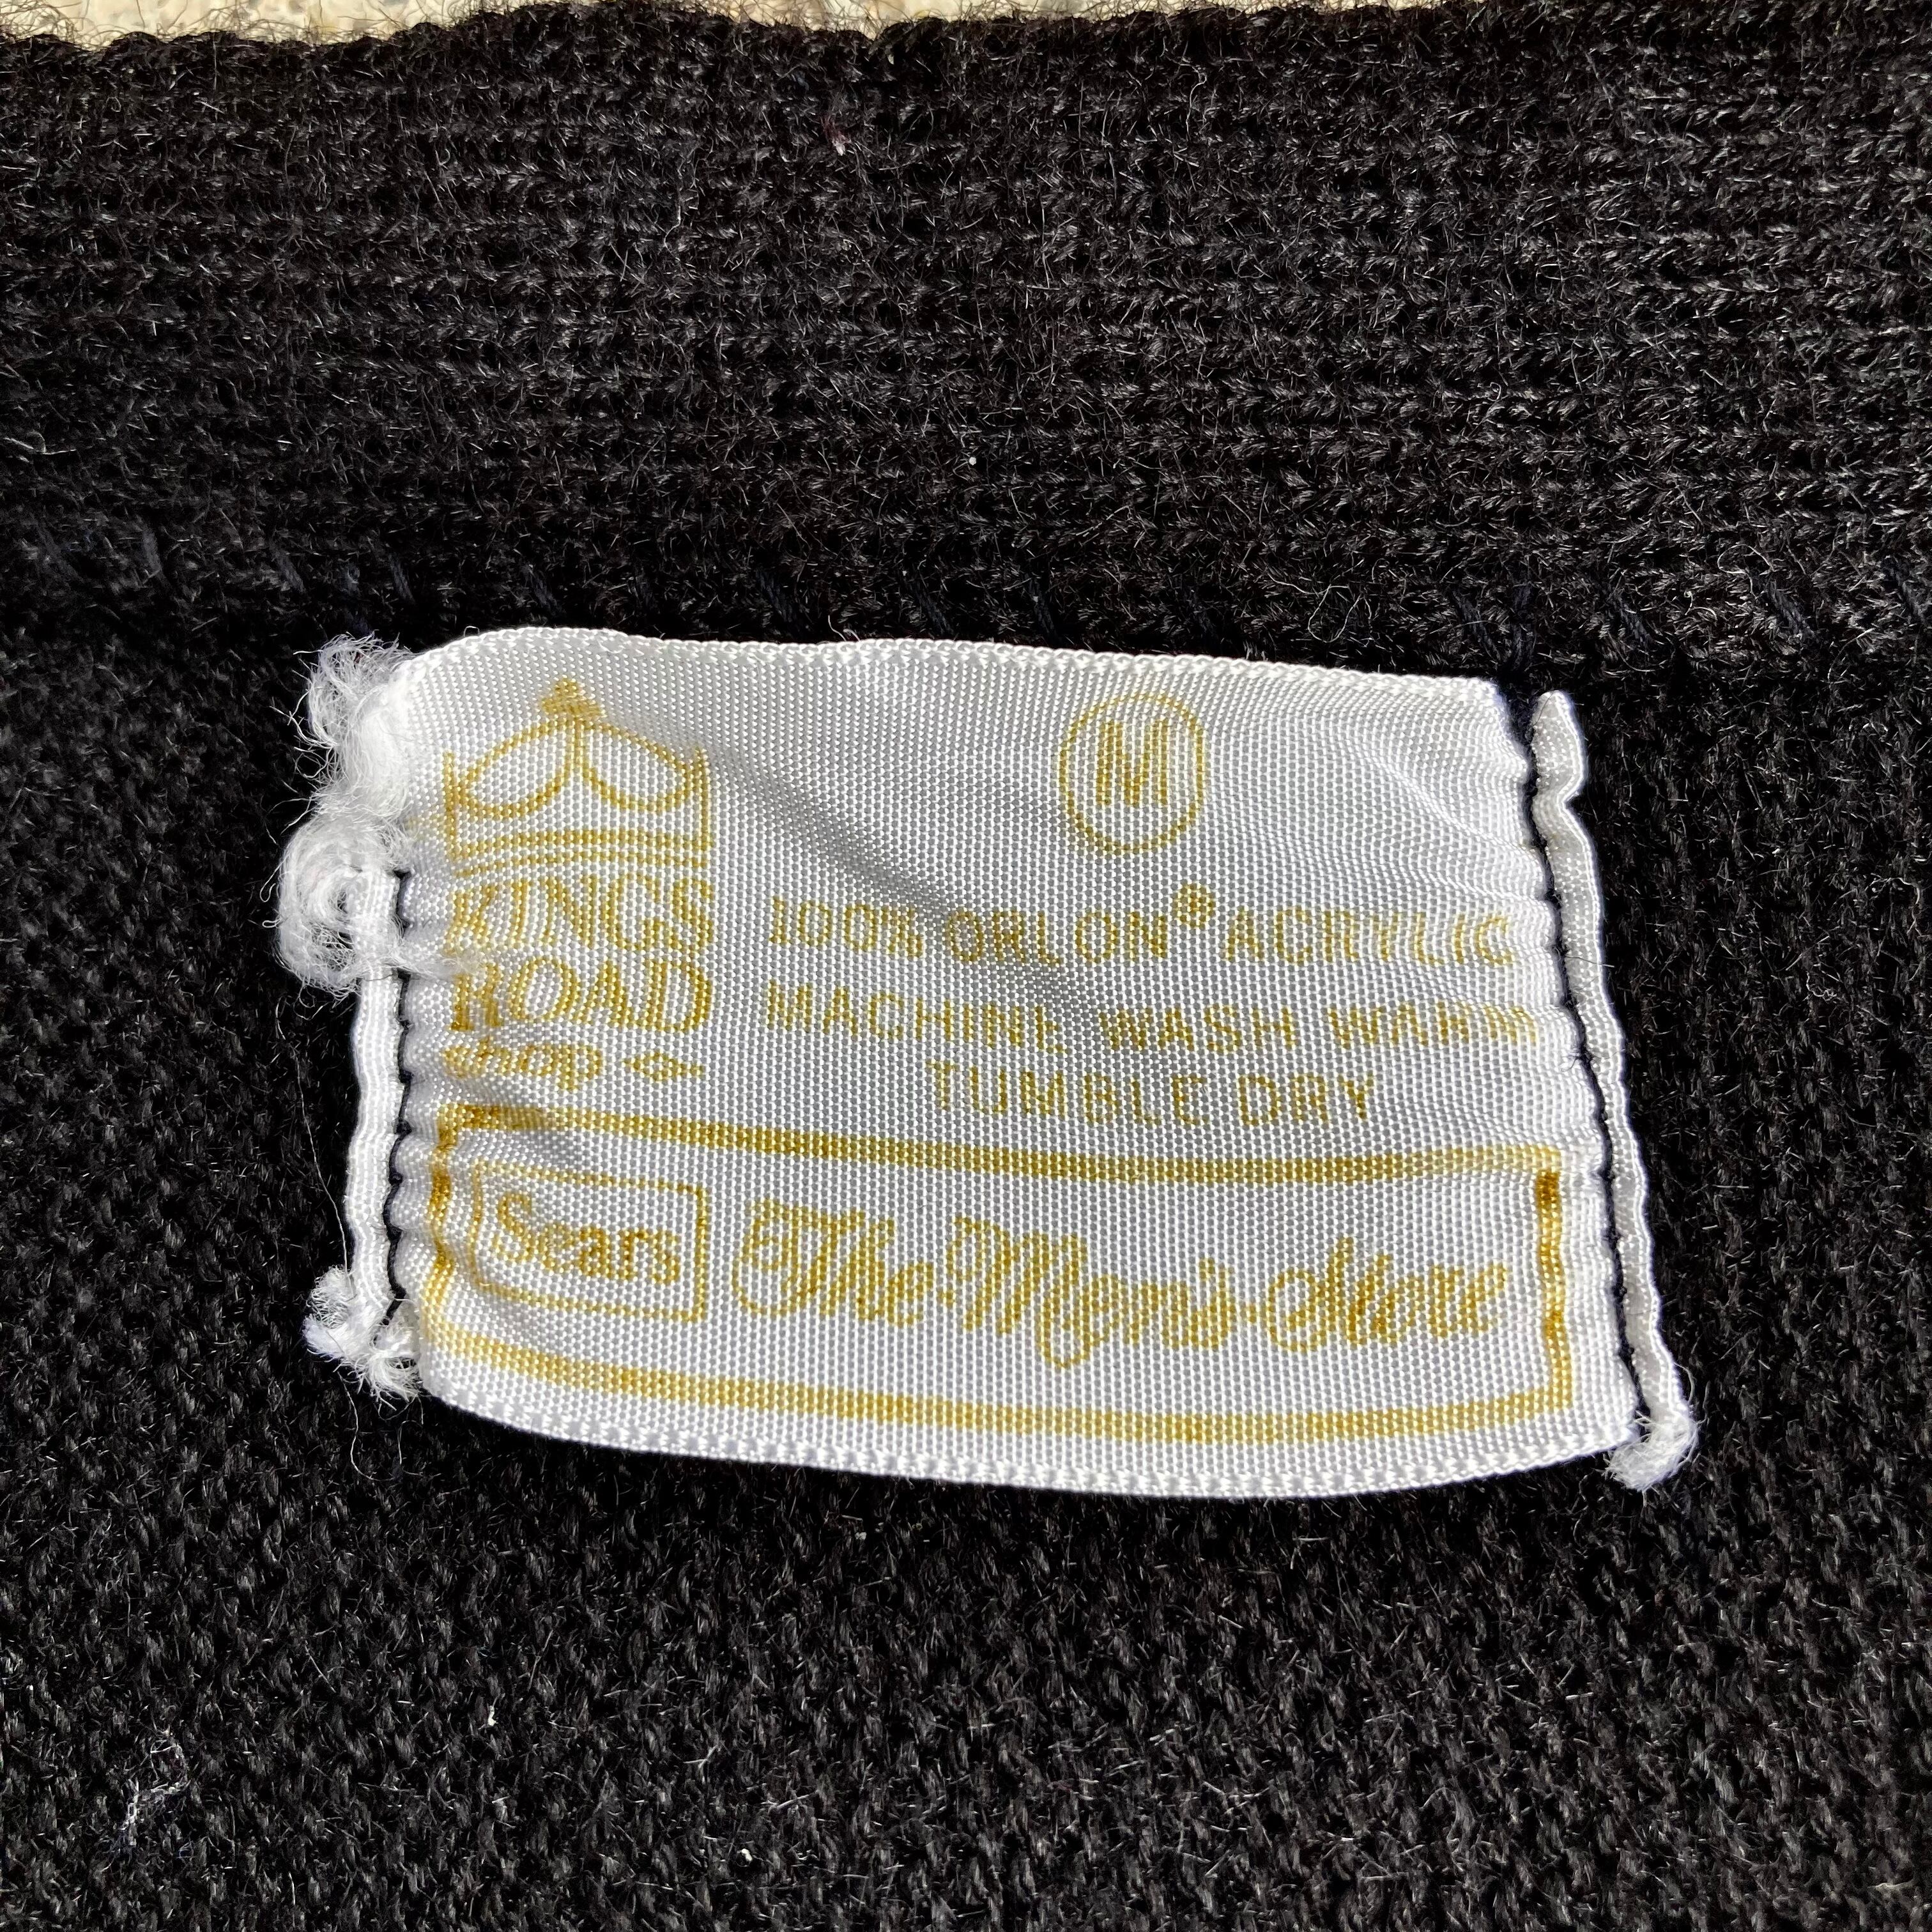 M
KINGS
ROAD
shop
100% ORLON® ACRYLIC
MACHINE WASH WARM
TUMBLE DRY
Sears
The Men's Store